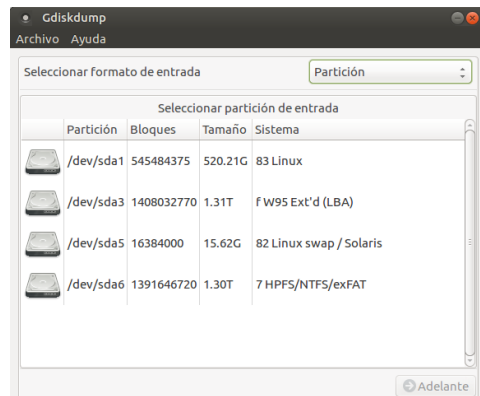 Gdiskdump
Archivo Ayuda
Seleccionar formato de entrada Partición
Seleccionar partición de entrada
Partición Bloques Tamaño Sistema
/dev/sda1 545484375 520.21G 83 Linux
/dev/sda3 1408032770 1.31T f W95 Ext'd (LBA)
/dev/sda5 16384000 15.62G 82 Linux swap / Solaris
/dev/sda6 1391646720 1.30T 7 HPFS/NTFS/exFAT
Adelante